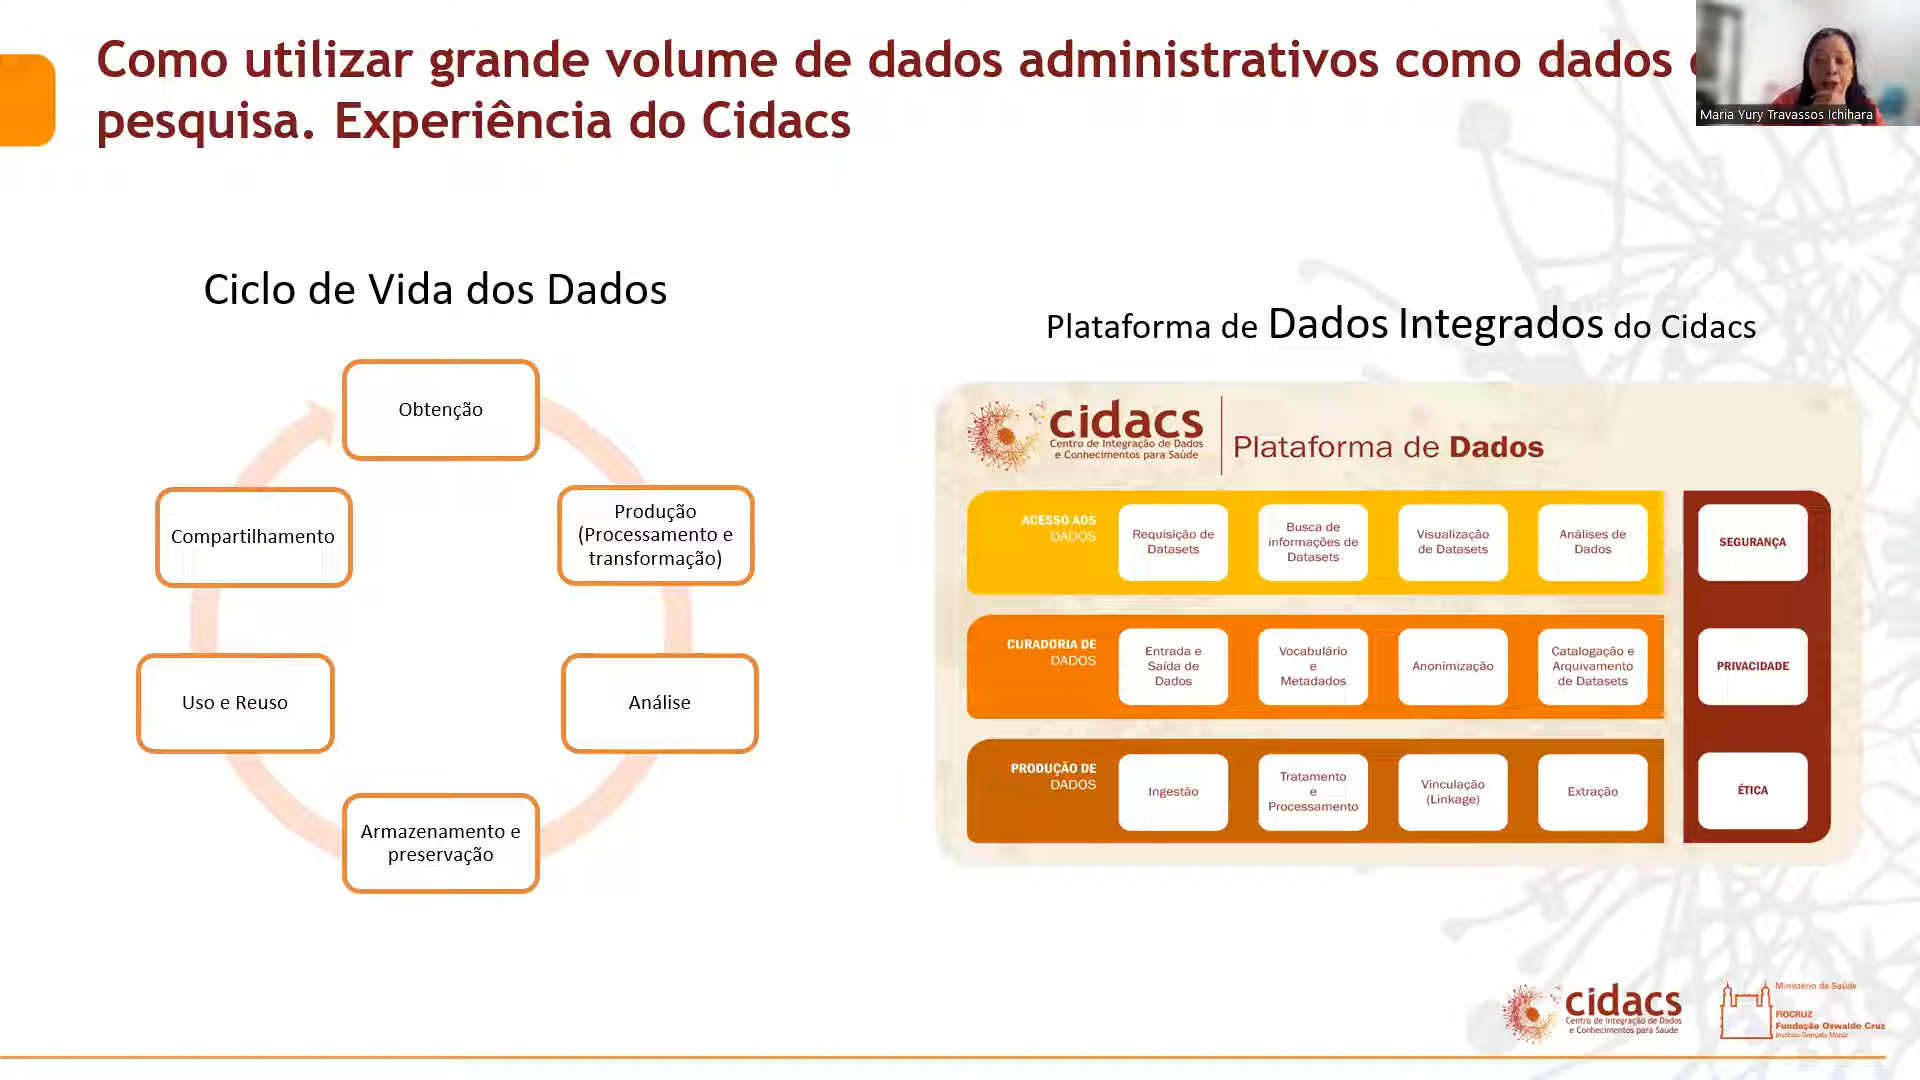 Como utilizar grande volume de dados administrativos como dados
pesquisa. Experiência do Cidacs
Maria Yury Travassos Ichihara
Ciclo de Vida dos Dados
Obtenção
Produção
(Processamento e
transformação)
Análise
Armazenamento e
preservação
Uso e Reuso
Compartilhamento
Plataforma de Dados Integrados do Cidacs
cidacs
Centro de Integração de Dados
e Conhecimentos para Saúde
Plataforma de Dados
ACESSO AOS
DADOS
Requisição de
Datasets
Busca de
informações de
Datasets
Visualização
de Datasets
Análises de
Dados
CURADORIA DE
DADOS
Entrada e
Saída de
Dados
Vocabulário
e
Metadados
Anonimização
Catalogação e
Arquivamento
de Datasets
PRODUÇÃO DE
DADOS
Ingestão
Tratamento
e
Processamento
Vinculação
(Linkage)
Extração
SEGURANÇA
PRIVACIDADE
ÉTICA
cidacs
Centro de Integração de Dados
e Conhecimentos para Saúde
Ministério da Saúde
FIOCRUZ
Fundação Oswaldo Cruz
Instituto Gonçalo Moniz